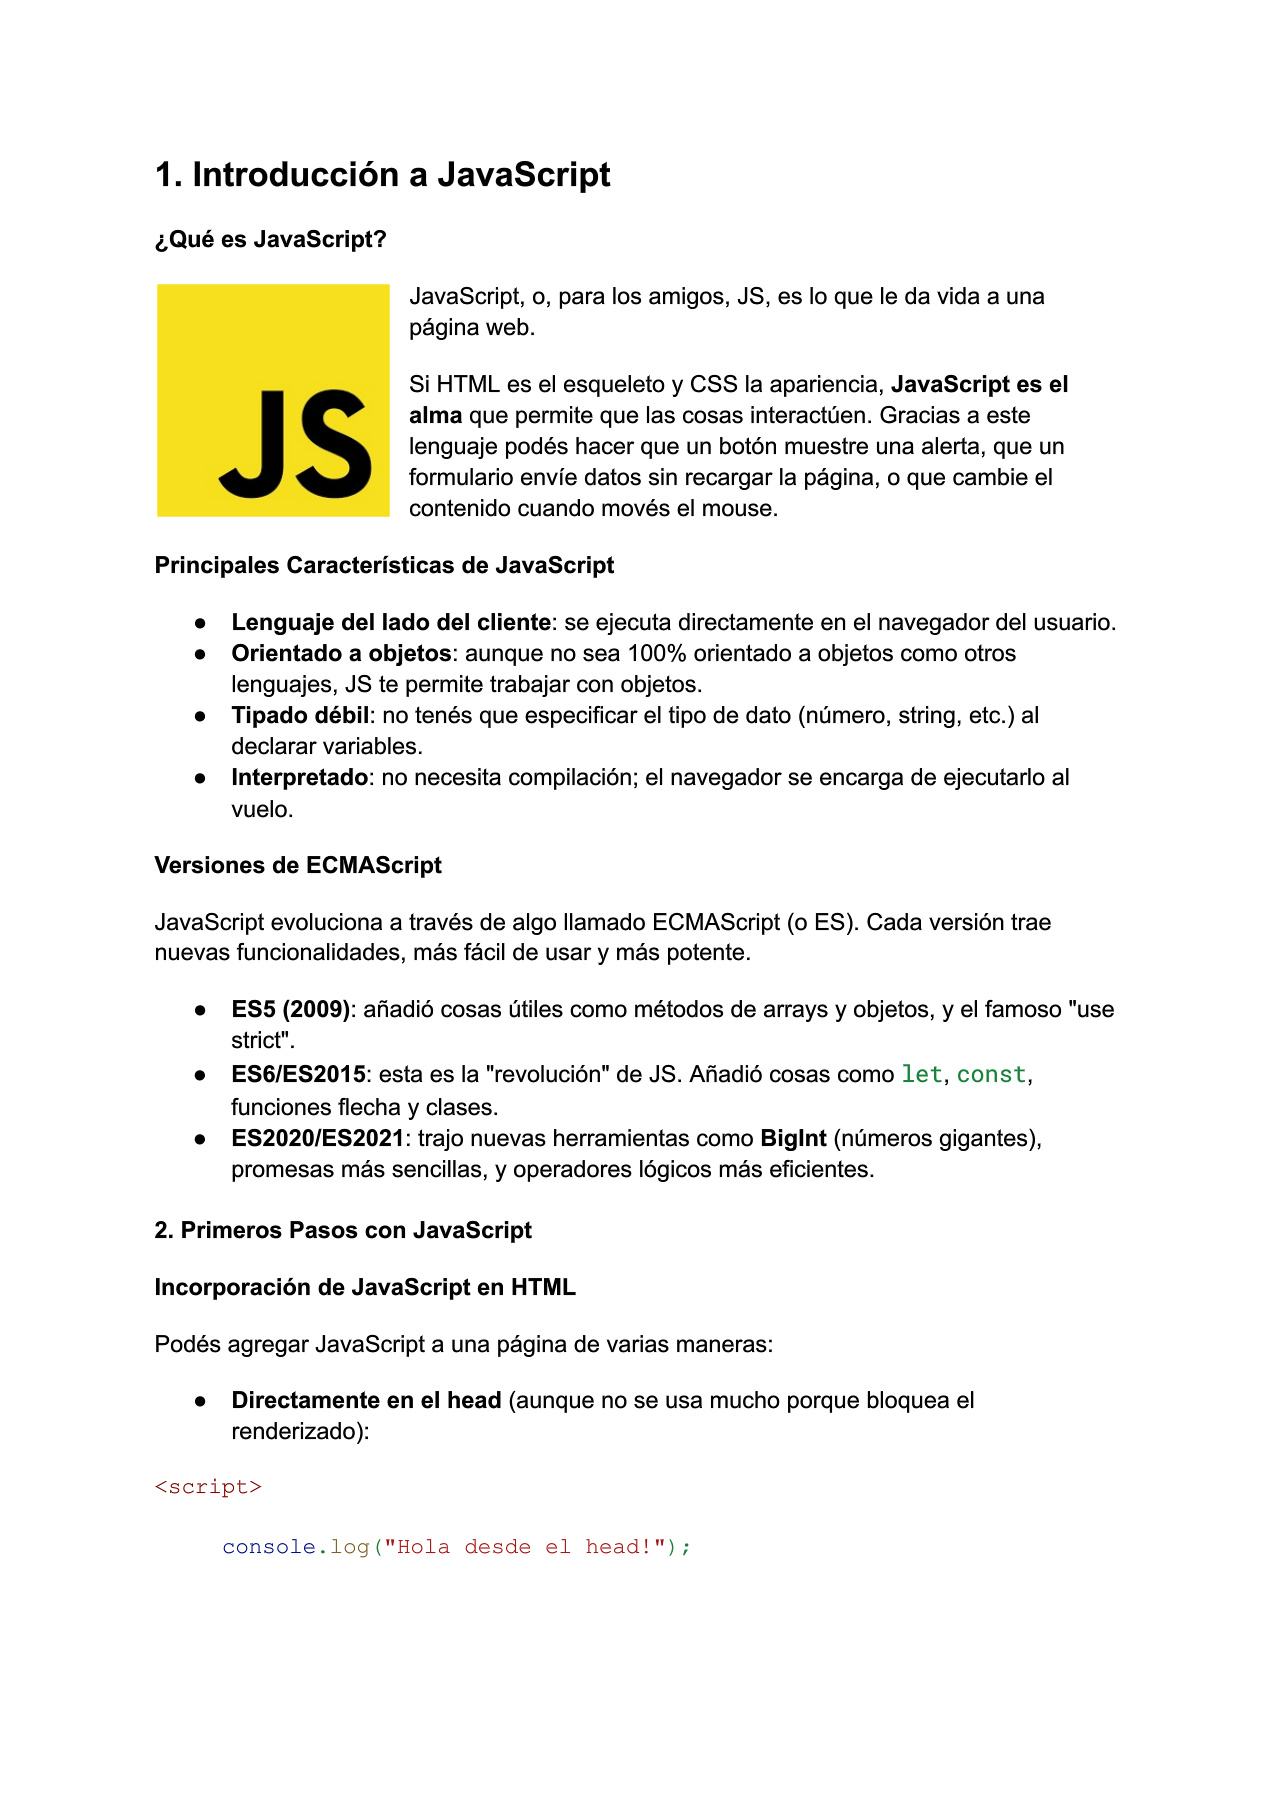 1. Introducción a JavaScript
¿Qué es JavaScript?
JS
JavaScript, o, para los amigos, JS, es lo que le da vida a una
página web.
Si HTML es el esqueleto y CSS la apariencia, JavaScript es el
alma que permite que las cosas interactúen. Gracias a este
lenguaje podés hacer que un botón muestre una alerta, que un
formulario envíe datos sin recargar la página, o que cambie el
contenido cuando movés el mouse.
Principales Características de JavaScript
● Lenguaje del lado del cliente: se ejecuta directamente en el navegador del usuario.
● Orientado a objetos: aunque no sea 100% orientado a objetos como otros
lenguajes, JS te permite trabajar con objetos.
● Tipado débil: no tenés que especificar el tipo de dato (número, string, etc.) al
declarar variables.
● Interpretado: no necesita compilación; el navegador se encarga de ejecutarlo al
vuelo.
Versiones de ECMAScript
JavaScript evoluciona a través de algo llamado ECMAScript (o ES). Cada versión trae
nuevas funcionalidades, más fácil de usar y más potente.
● ES5 (2009): añadió cosas útiles como métodos de arrays y objetos, y el famoso "use
strict".
● ES6/ES2015: esta es la "revolución" de JS. Añadió cosas como let, const,
funciones flecha y clases.
● ES2020/ES2021: trajo nuevas herramientas como BigInt (números gigantes),
promesas más sencillas, y operadores lógicos más eficientes.
2. Primeros Pasos con JavaScript
Incorporación de JavaScript en HTML
Podés agregar JavaScript a una página de varias maneras:
● Directamente en el head (aunque no se usa mucho porque bloquea el
renderizado):
<script>
console.log("Hola desde el head!");